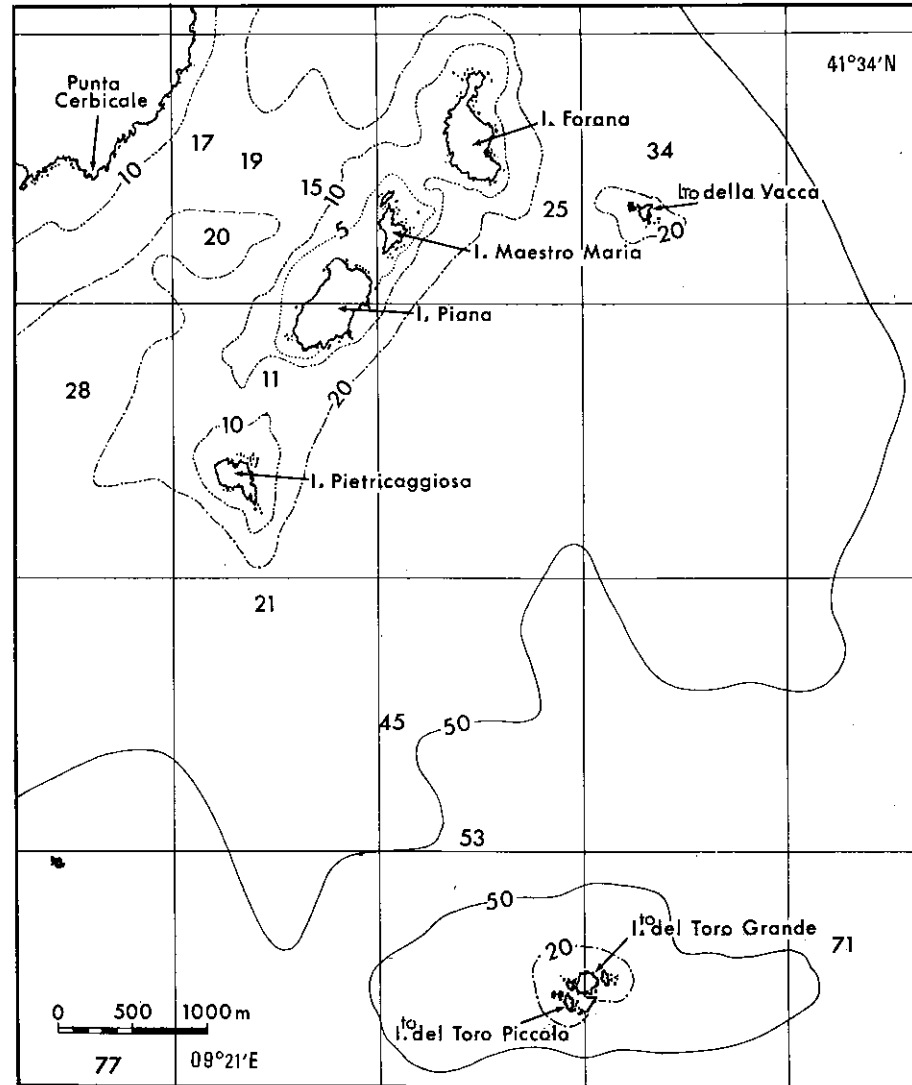 41°34'N
Punta
Cerbicale
I. Forana
17
34
19
10
15
10
Ito della Vacca
25
20
5
20
I. Maestro Maria
I. Piana
11
28
20
10
I. Pietricaggiosa
21
45
50
53
50
I.to del Toro Grande
71
20
0 500 1000 m
I.to del Toro Piccolo
77
09°21'E